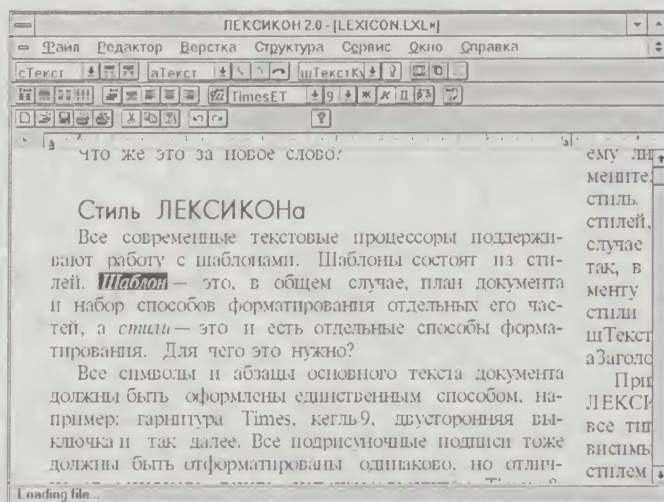 ЛЕКСИКОН 2.0 - [LEXICON.LXL*]
Файл Редактор Верстка Структура Сервис Окно Справка
сТекст аТекст шТекст
TimesET 9 Ж К П
что же это за новое слово?
Стиль ЛЕКСИКОНа
Все современные текстовые процессоры поддержи-
вают работу с шаблонами. Шаблоны состоят из сти-
лей. Шаблон — это, в общем случае, план документа
и набор способов форматирования отдельных его час-
тей, а стили — это и есть отдельные способы форма-
тирования. Для чего это нужно?
Все символы и абзацы основного текста документа
должны быть оформлены единственным способом, на-
пример: гарнитура Times, кегль 9, двусторонняя вы-
ключка и так далее. Все подрисуночные подписи тоже
должны быть отформатированы одинаково, но отлич-
ему ли
мените
стиль.
стилей,
случае
так, в
менту
стили
шТекст
аЗаголо
При
ЛЕКСИ
все тип
висимь
стилем
Loading file...